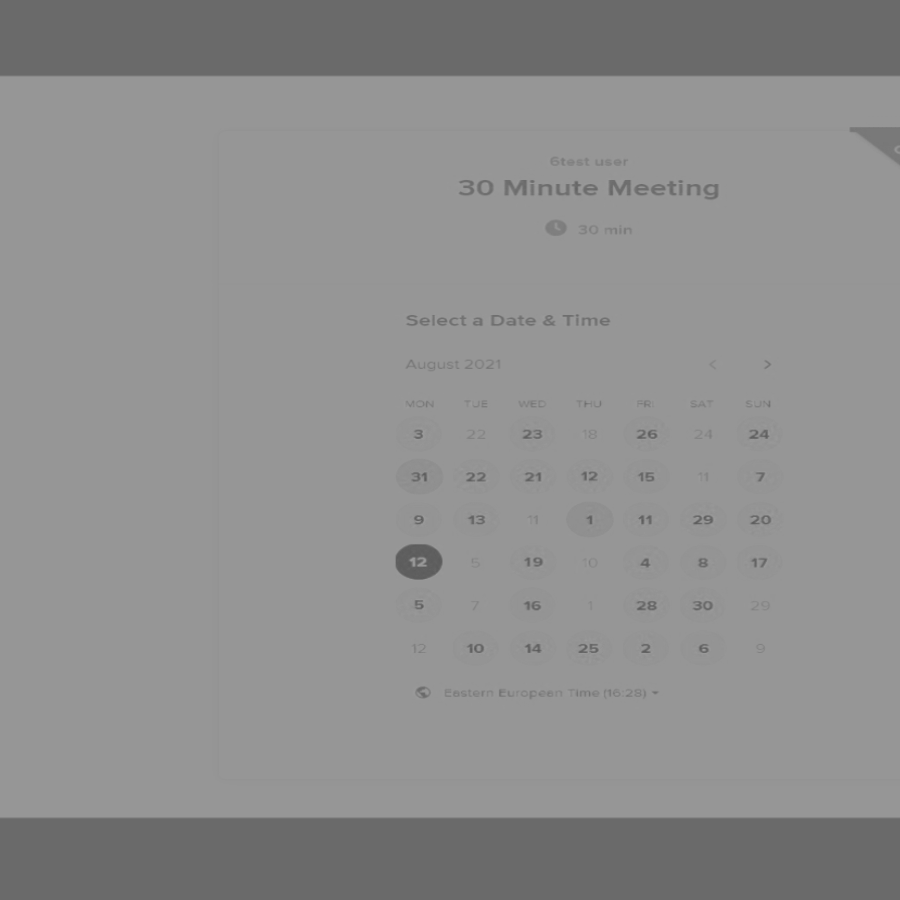 6test user
30 Minute Meeting
30 min
Select a Date & Time
August 2021 < >
MON TUE WED THU FRI SAT SUN
3 22 23 18 26 24 24
31 22 21 12 15 11 7
9 13 11 1 11 29 20
12 5 19 10 4 8 17
5 7 16 1 28 30 29
12 10 14 25 2 6 9
Eastern European Time (16:28)